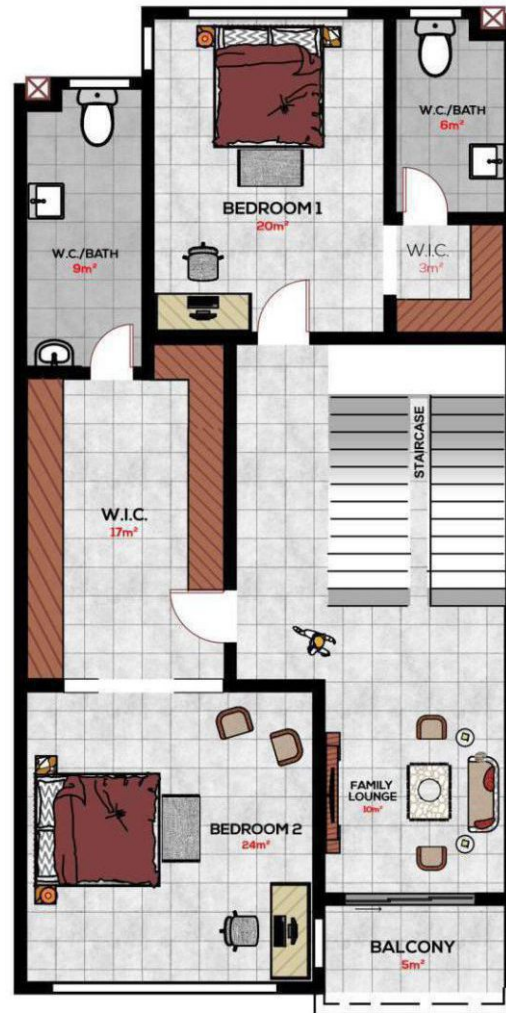 W.C./BATH
6m²
BEDROOM 1
20m²
W.C./BATH
9m²
W.I.C.
3m²
STAIRCASE
W.I.C.
17m²
FAMILY
LOUNGE
10m²
BEDROOM 2
24m²
BALCONY
5m²